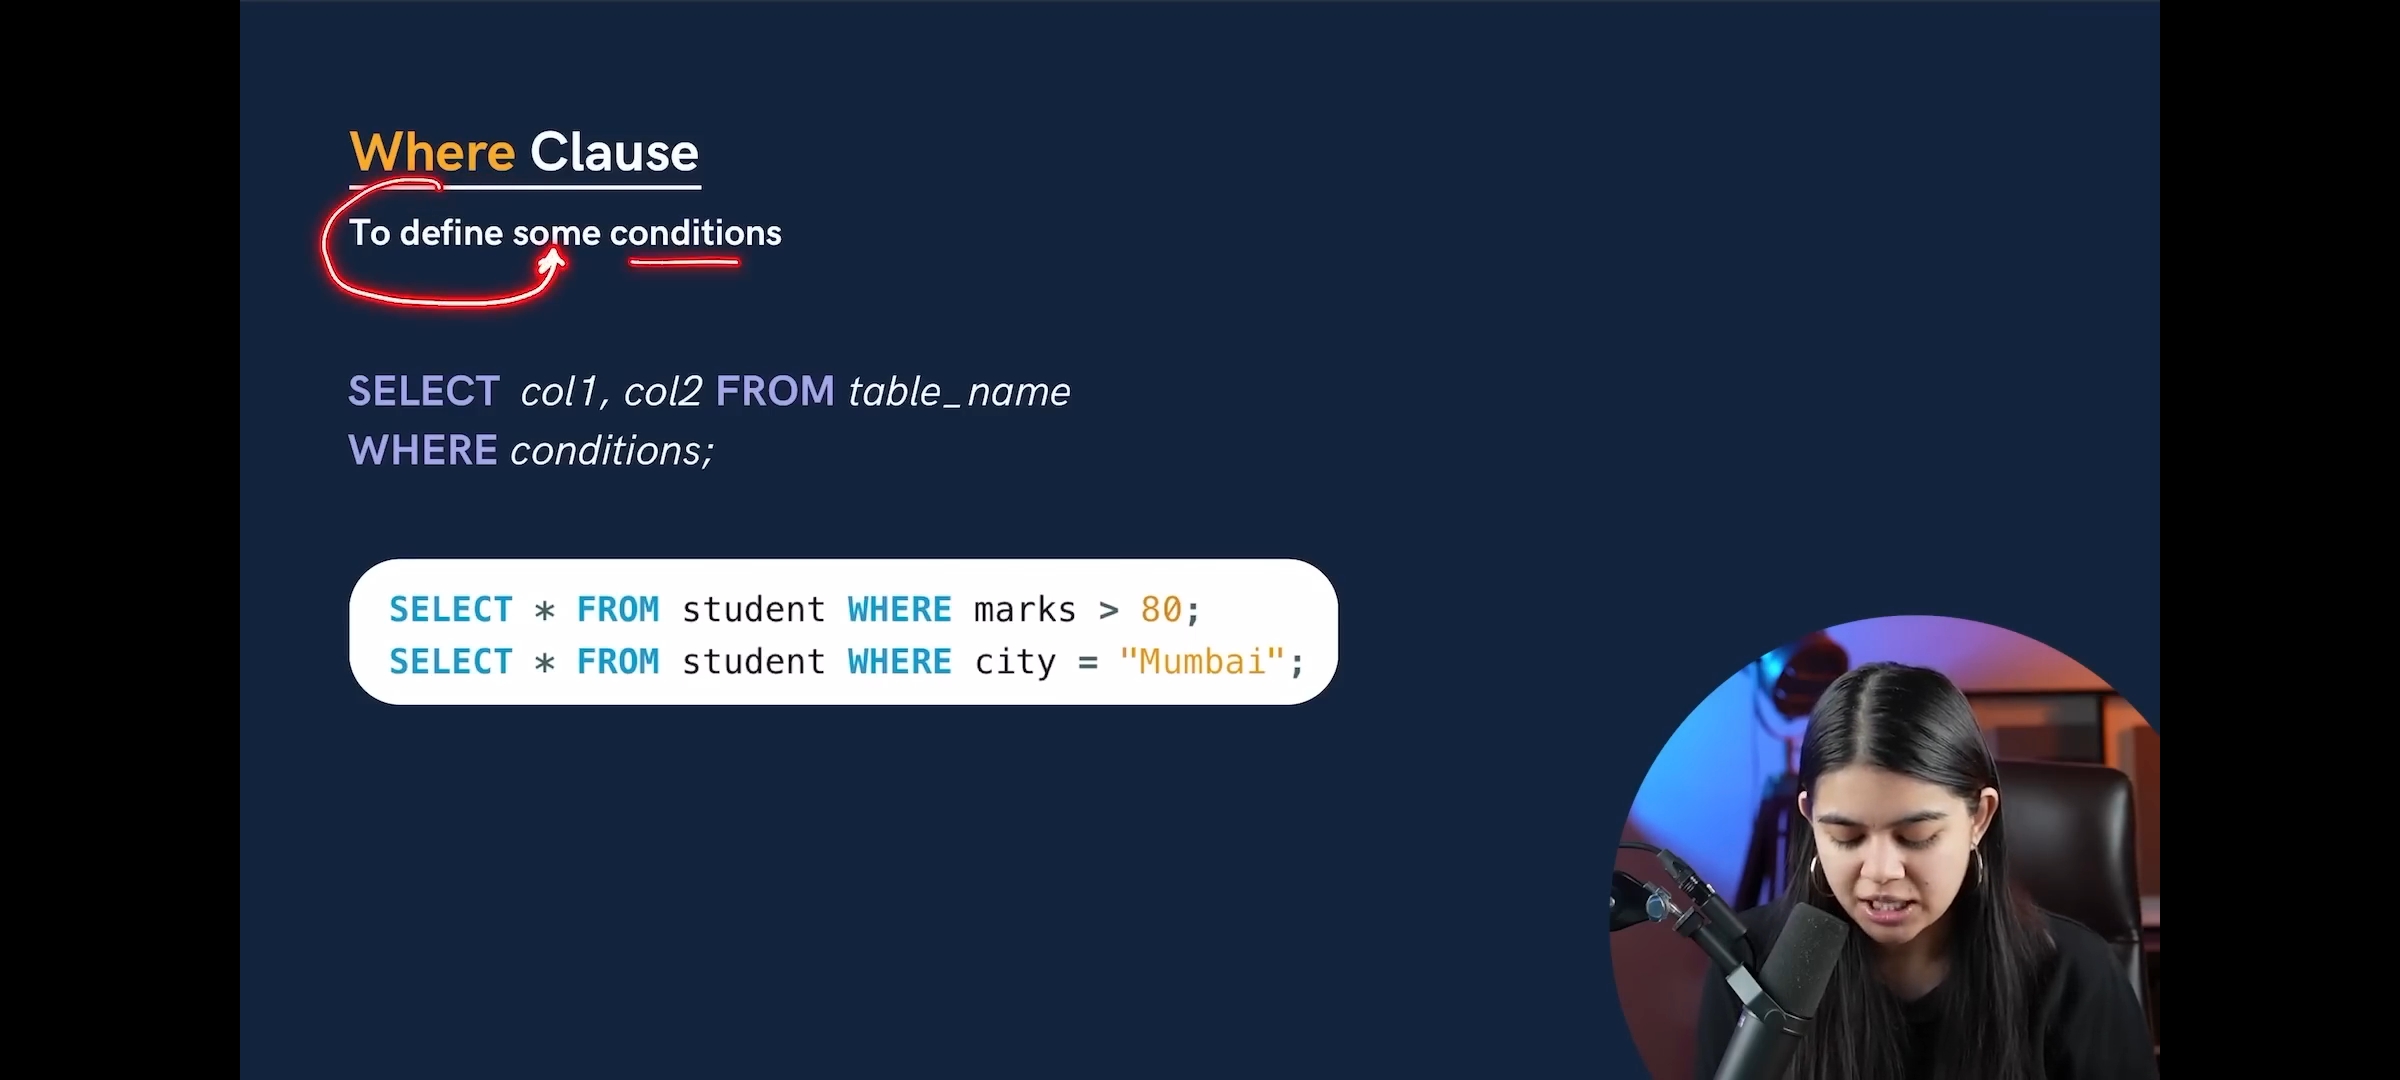 Where Clause
To define some conditions
SELECT col1, col2 FROM table_name
WHERE conditions;
SELECT * FROM student WHERE marks > 80;
SELECT * FROM student WHERE city = "Mumbai";